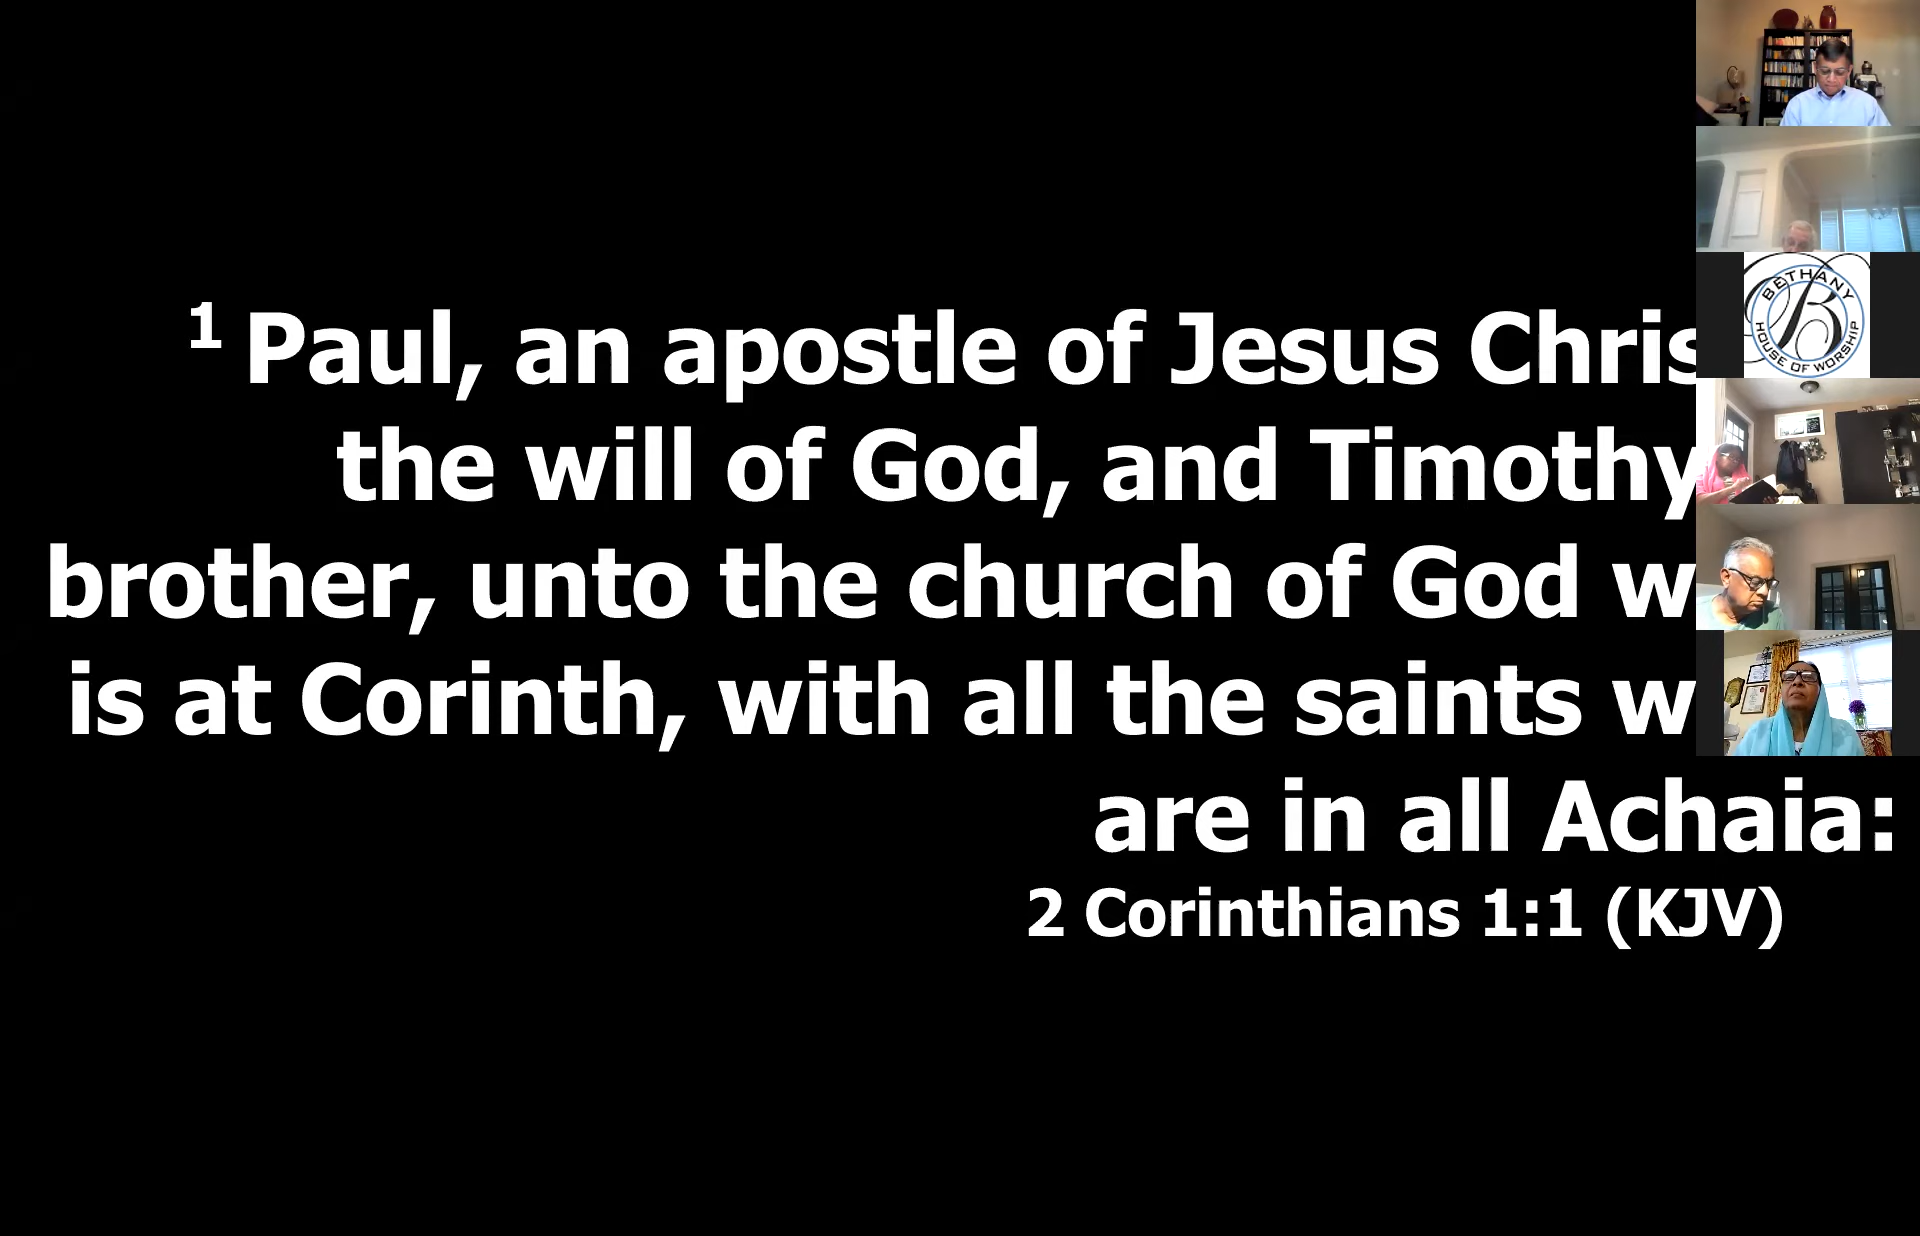 1 Paul, an apostle of Jesus Chris
the will of God, and Timothy
brother, unto the church of God w
is at Corinth, with all the saints w
are in all Achaia:
2 Corinthians 1:1 (KJV)
BETHANY
B
HOUSE OF WORSHIP